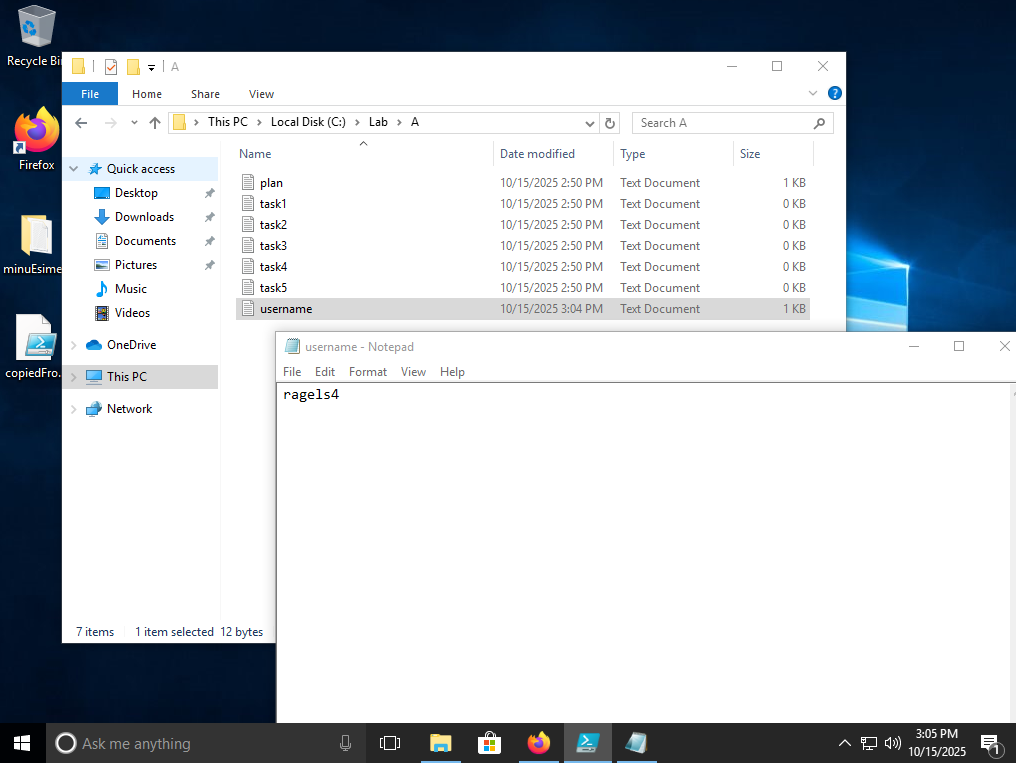 Recycle Bi
Firefox
minuEsime
copiedFro...
A
File
Home
Share
View
This PC
Local Disk (C:)
Lab
A
Search A
Name
Date modified
Type
Size
Quick access
Desktop
Downloads
Documents
Pictures
Music
Videos
OneDrive
This PC
Network
plan 10/15/2025 2:50 PM Text Document 1 KB
task1 10/15/2025 2:50 PM Text Document 0 KB
task2 10/15/2025 2:50 PM Text Document 0 KB
task3 10/15/2025 2:50 PM Text Document 0 KB
task4 10/15/2025 2:50 PM Text Document 0 KB
task5 10/15/2025 2:50 PM Text Document 0 KB
username 10/15/2025 3:04 PM Text Document 1 KB
7 items 1 item selected 12 bytes
username - Notepad
File Edit Format View Help
ragels4
Ask me anything
3:05 PM
10/15/2025
1